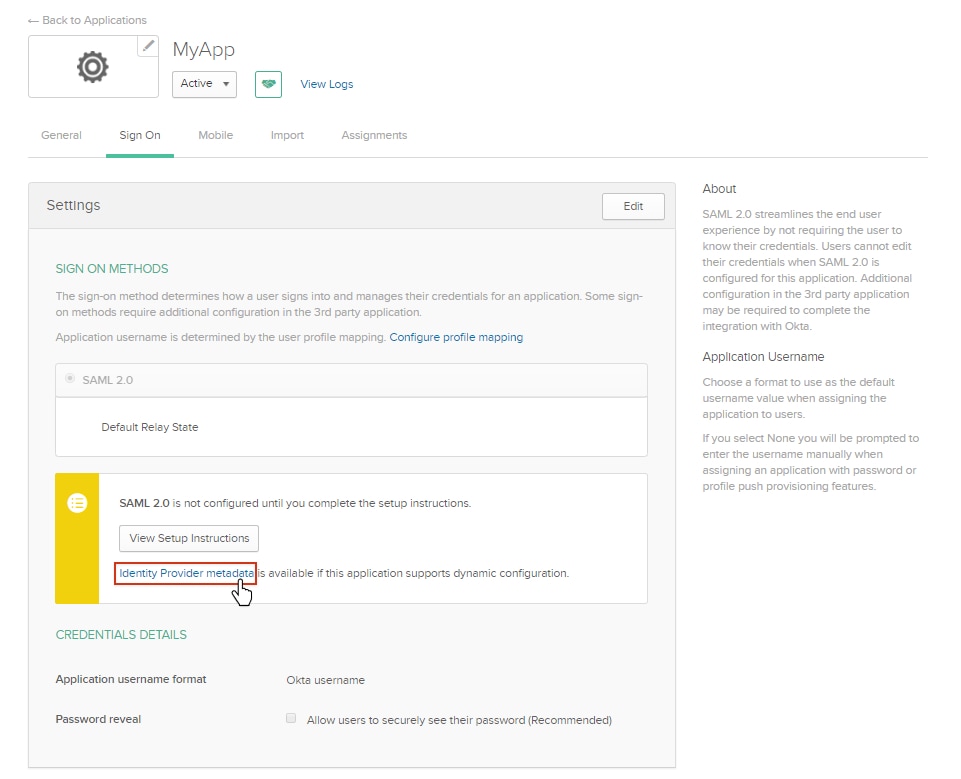 ← Back to Applications
MyApp
Active
View Logs
General
Sign On
Mobile
Import
Assignments
Settings
Edit
SIGN ON METHODS
The sign-on method determines how a user signs into and manages their credentials for an application. Some sign-
on methods require additional configuration in the 3rd party application.
Application username is determined by the user profile mapping. Configure profile mapping
SAML 2.0
Default Relay State
SAML 2.0 is not configured until you complete the setup instructions.
View Setup Instructions
Identity Provider metadata is available if this application supports dynamic configuration.
CREDENTIALS DETAILS
Application username format
Okta username
Password reveal
Allow users to securely see their password (Recommended)
About
SAML 2.0 streamlines the end user
experience by not requiring the user to
know their credentials. Users cannot edit
their credentials when SAML 2.0 is
configured for this application. Additional
configuration in the 3rd party application
may be required to complete the
integration with Okta.
Application Username
Choose a format to use as the default
username value when assigning the
application to users.
If you select None you will be prompted to
enter the username manually when
assigning an application with password or
profile push provisioning features.